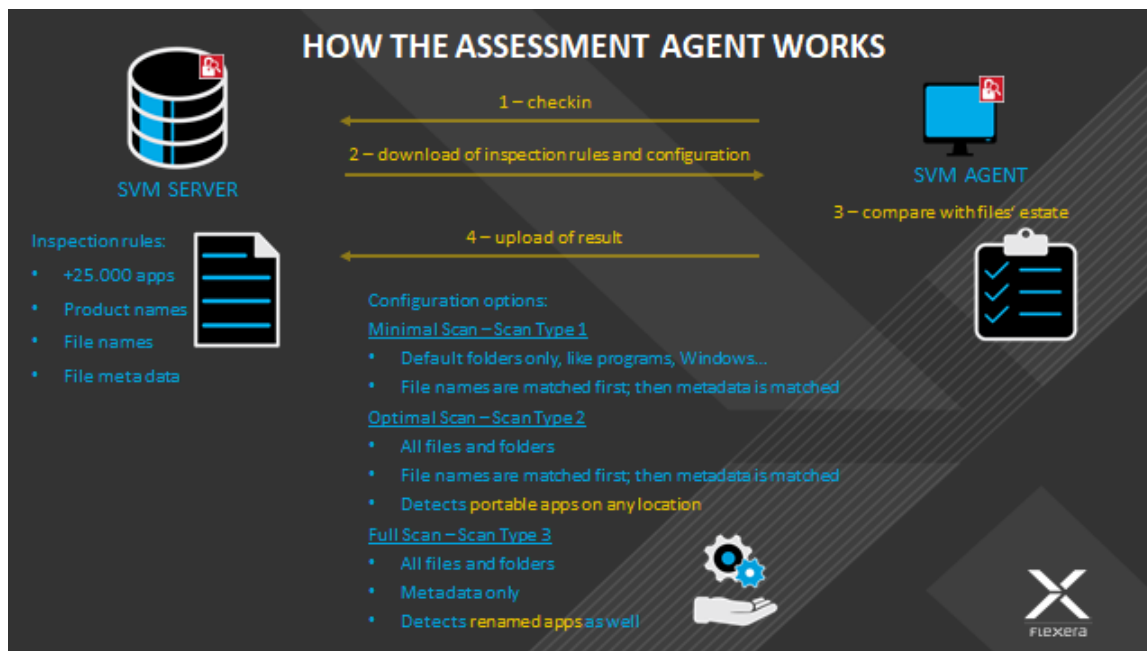 HOW THE ASSESSMENT AGENT WORKS
1 – checkin
2 – download of inspection rules and configuration
SVM SERVER
SVM AGENT
3 – compare with files' estate
4 – upload of result
Inspection rules:
• +25.000 apps
• Product names
• File names
• File meta data
Configuration options:
Minimal Scan – Scan Type 1
• Default folders only, like programs, Windows...
• File names are matched first; then metadata is matched
Optimal Scan – Scan Type 2
• All files and folders
• File names are matched first; then metadata is matched
• Detects portable apps on any location
Full Scan – Scan Type 3
• All files and folders
• Metadata only
• Detects renamed apps as well
FLEXera